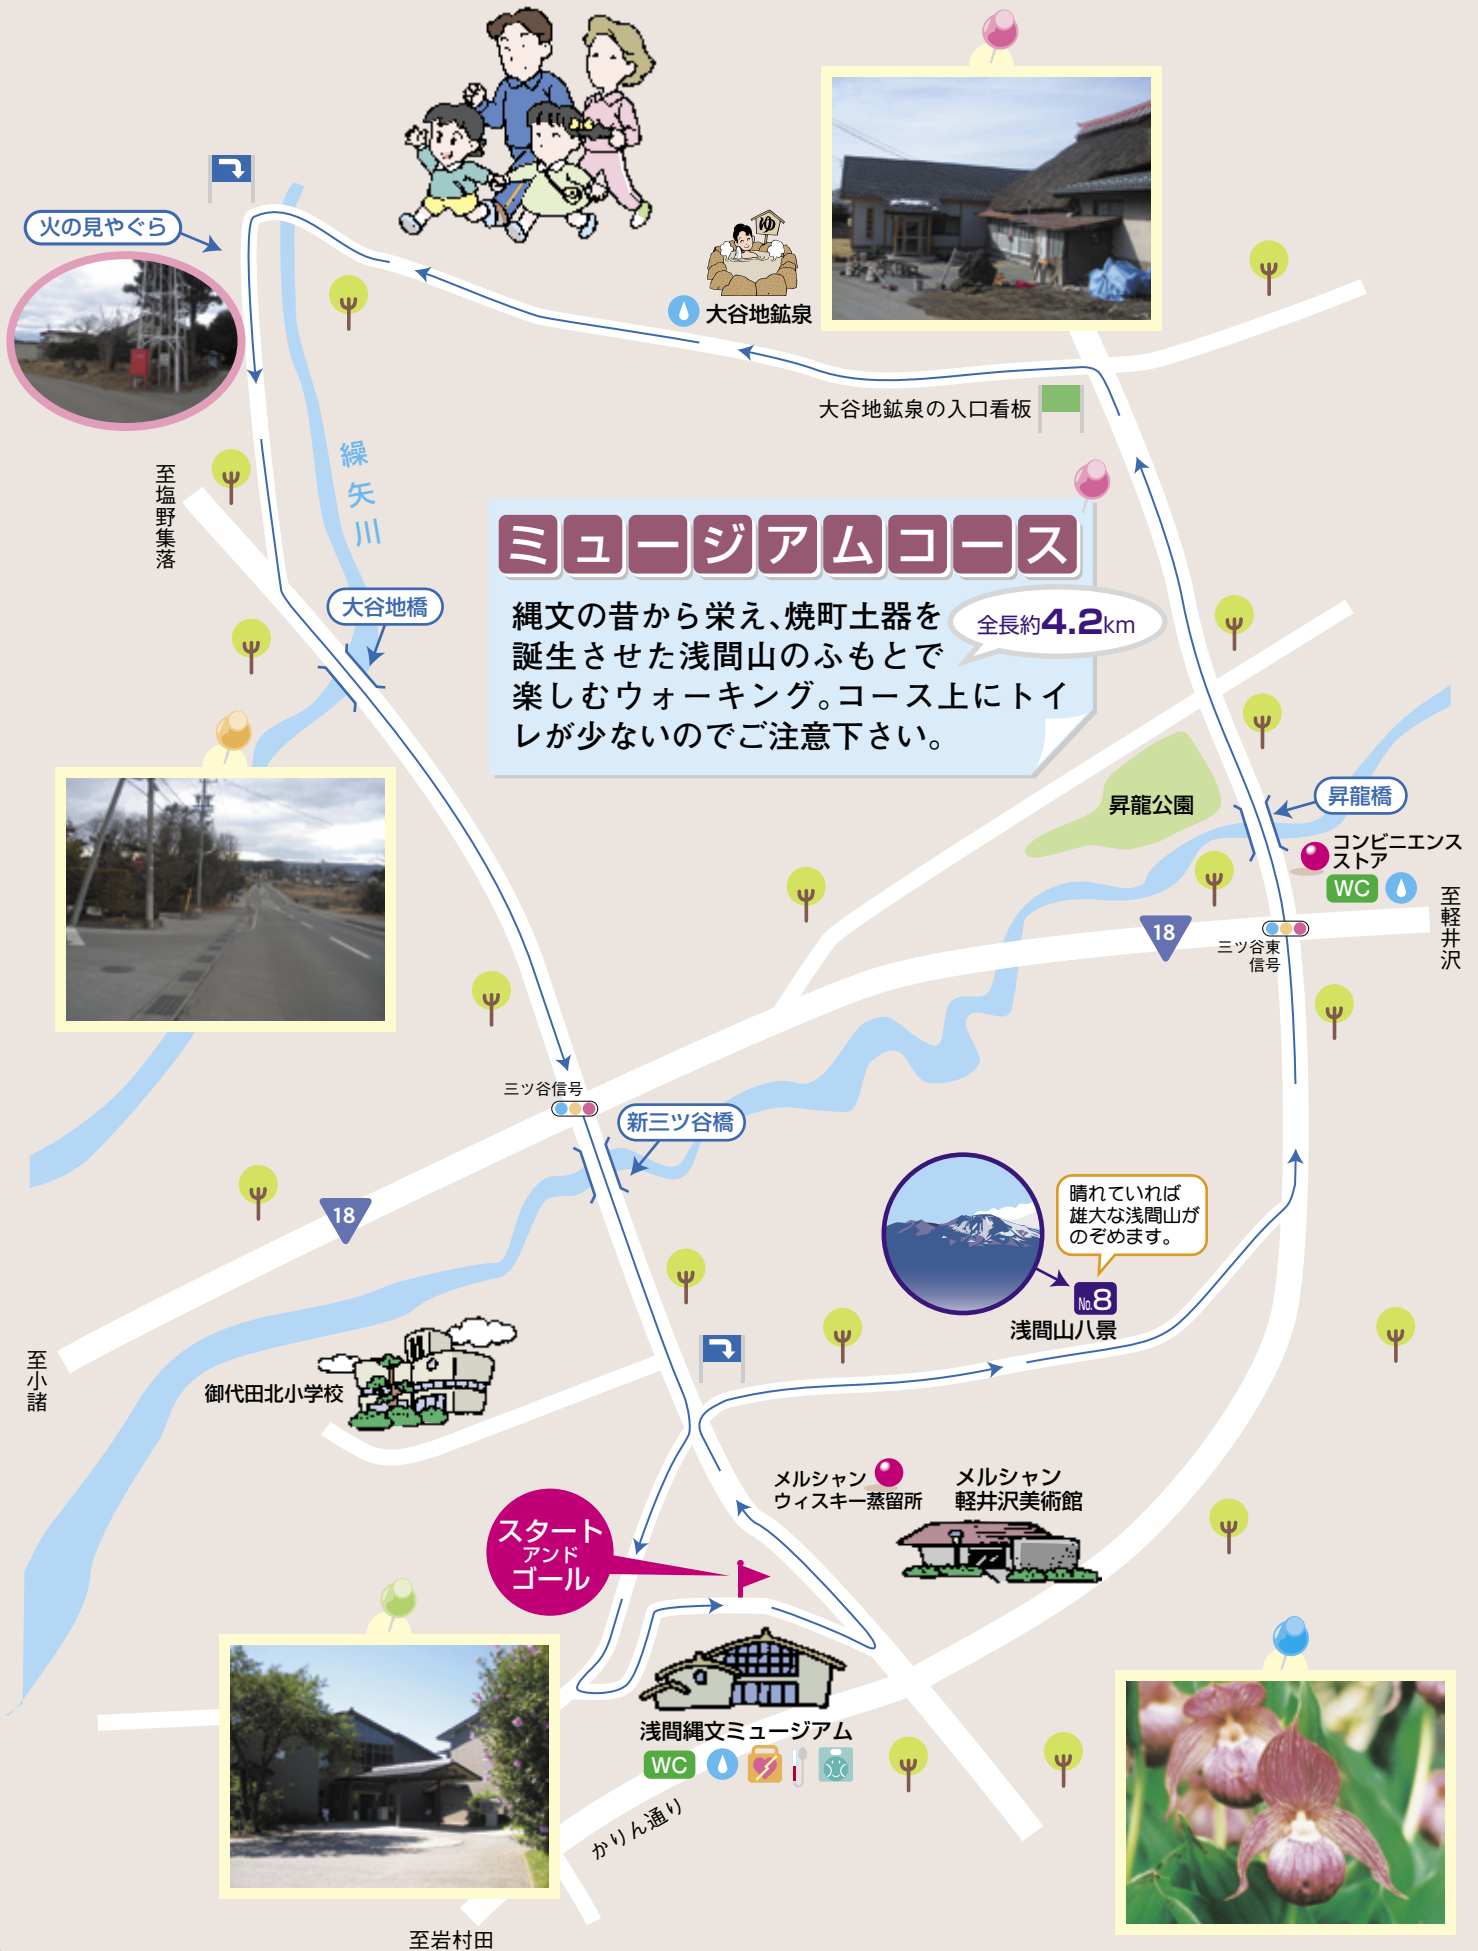 ゆ
火の見やぐら
大谷地鉱泉
大谷地鉱泉の入口看板
繰矢川
至塩野集落
ミュージアムコース
縄文の昔から栄え、焼町土器を
誕生させた浅間山のふもとで
楽しむウォーキング。コース上にトイ
レが少ないのでご注意下さい。
全長約4.2km
大谷地橋
昇龍公園
昇龍橋
コンビニエンス
ストア
WC
至軽井沢
18
三ツ谷東
信号
三ツ谷信号
新三ツ谷橋
18
晴れていれば
雄大な浅間山が
のぞめます。
No.8
浅間山八景
至小諸
御代田北小学校
メルシャン
ウィスキー蒸留所
メルシャン
軽井沢美術館
スタート
アンド
ゴール
浅間縄文ミュージアム
WC
かりん通り
至岩村田